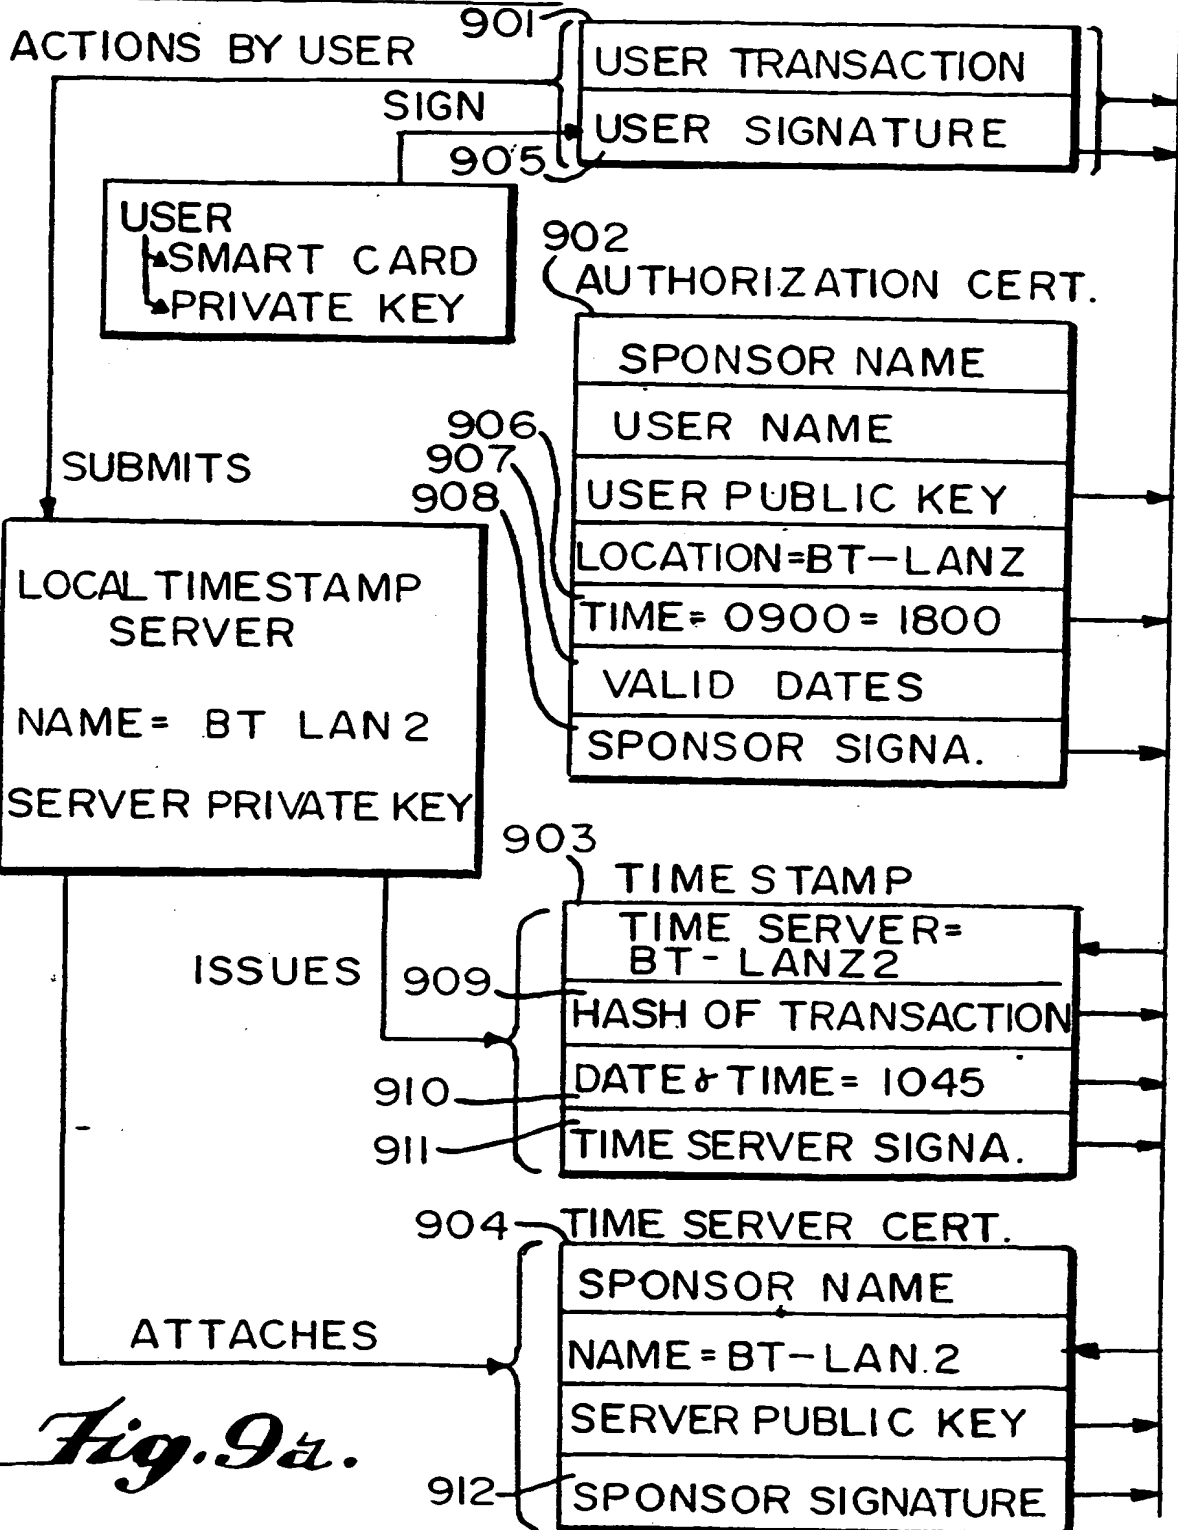 901
ACTIONS BY USER
USER TRANSACTION
SIGN
USER SIGNATURE
905
USER
SMART CARD
PRIVATE KEY
902
AUTHORIZATION CERT.
SPONSOR NAME
906
USER NAME
907
SUBMITS
908
USER PUBLIC KEY
LOCATION=BT-LANZ
TIME= 0900=1800
VALID DATES
SPONSOR SIGNA.
LOCAL TIMESTAMP
SERVER
NAME= BT LAN 2
SERVER PRIVATE KEY
903
TIME STAMP
TIME SERVER=
BT-LANZ2
ISSUES
909
HASH OF TRANSACTION
910
DATE & TIME= 1045
911
TIME SERVER SIGNA.
904
TIME SERVER CERT.
SPONSOR NAME
ATTACHES
NAME=BT-LAN.2
SERVER PUBLIC KEY
912
SPONSOR SIGNATURE
Fig. 9a.